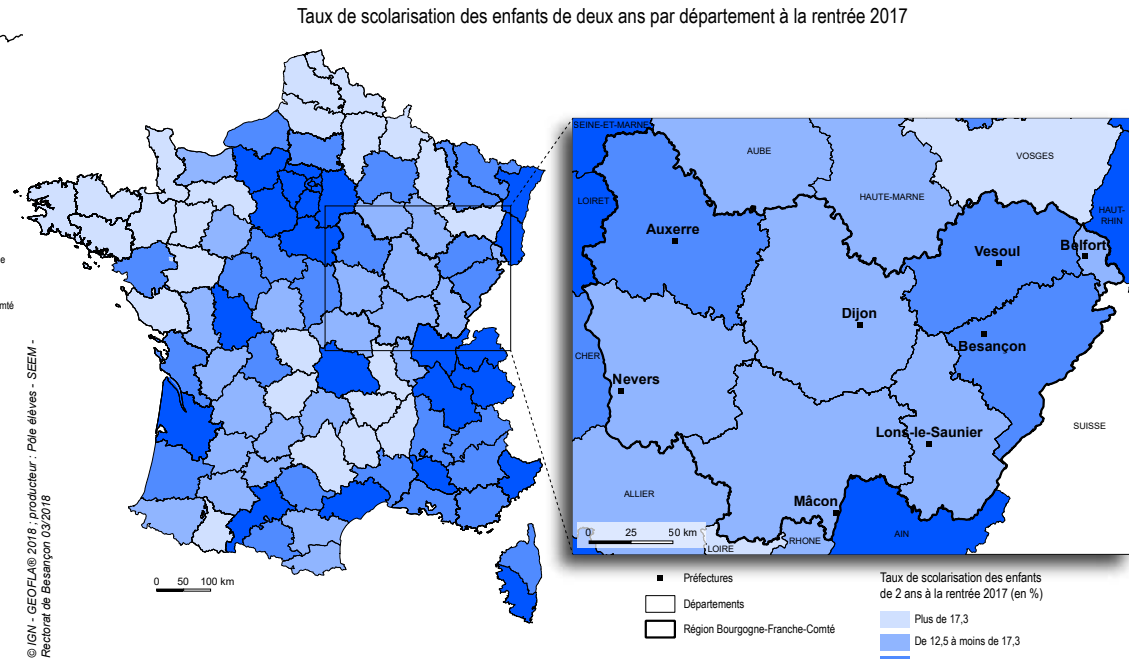 Taux de scolarisation des enfants de deux ans par département à la rentrée 2017
e
mté
© IGN - GEOFLA® 2018 ; producteur : Pôle élèves - SEEM -
Rectorat de Besançon 03/2018
0 50 100 km
SEINE-ET-MARNE
AUBE
VOSGES
HAUTE-MARNE
LOIRET
HAUT-
RHIN
Auxerre
Vesoul
Belfort
Dijon
Besançon
CHER
Nevers
SUISSE
Lons-le-Saunier
ALLIER
Mâcon
AIN
RHONE
LOIRE
0 25 50 km
Préfectures
Départements
Région Bourgogne-Franche-Comté
Taux de scolarisation des enfants
de 2 ans à la rentrée 2017 (en %)
Plus de 17,3
De 12,5 à moins de 17,3